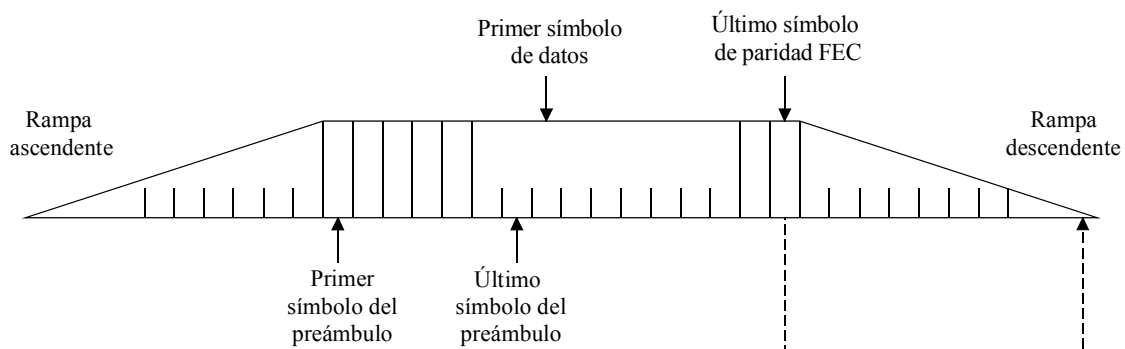 Primer símbolo
de datos
Último símbolo
de paridad FEC
Rampa
ascendente
Rampa
descendente
Primer
símbolo del
preámbulo
Último
símbolo del
preámbulo